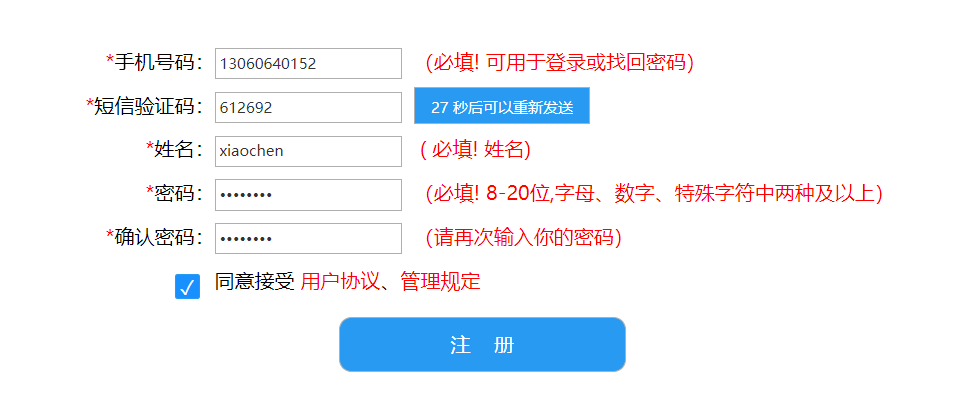 *手机号码： 13060640152 （必填! 可用于登录或找回密码）
*短信验证码： 612692 27 秒后可以重新发送
*姓名： xiaochen ( 必填! 姓名)
*密码： •••••••• （必填! 8-20位,字母、数字、特殊字符中两种及以上）
*确认密码： •••••••• （请再次输入你的密码）
同意接受 用户协议、管理规定
注 册